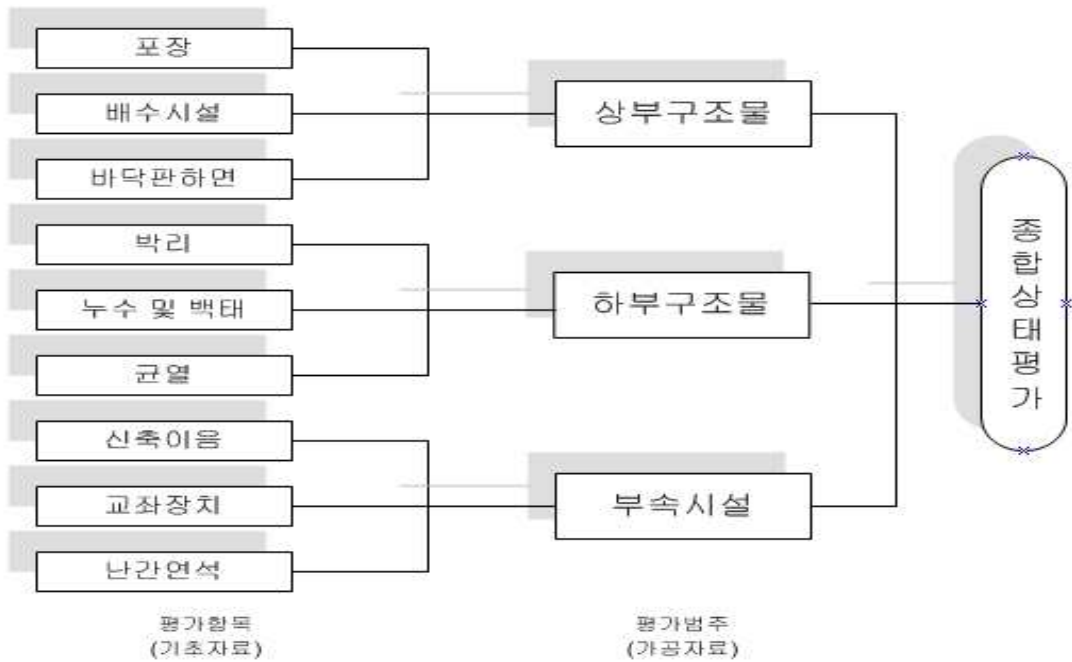 포장
배수시설
바닥판하면
박리
누수 및 백태
균열
신축이음
교좌장치
난간연석
상부구조물
하부구조물
부속시설
종합상태평가
평가항목
(기초자료)
평가범주
(가공자료)